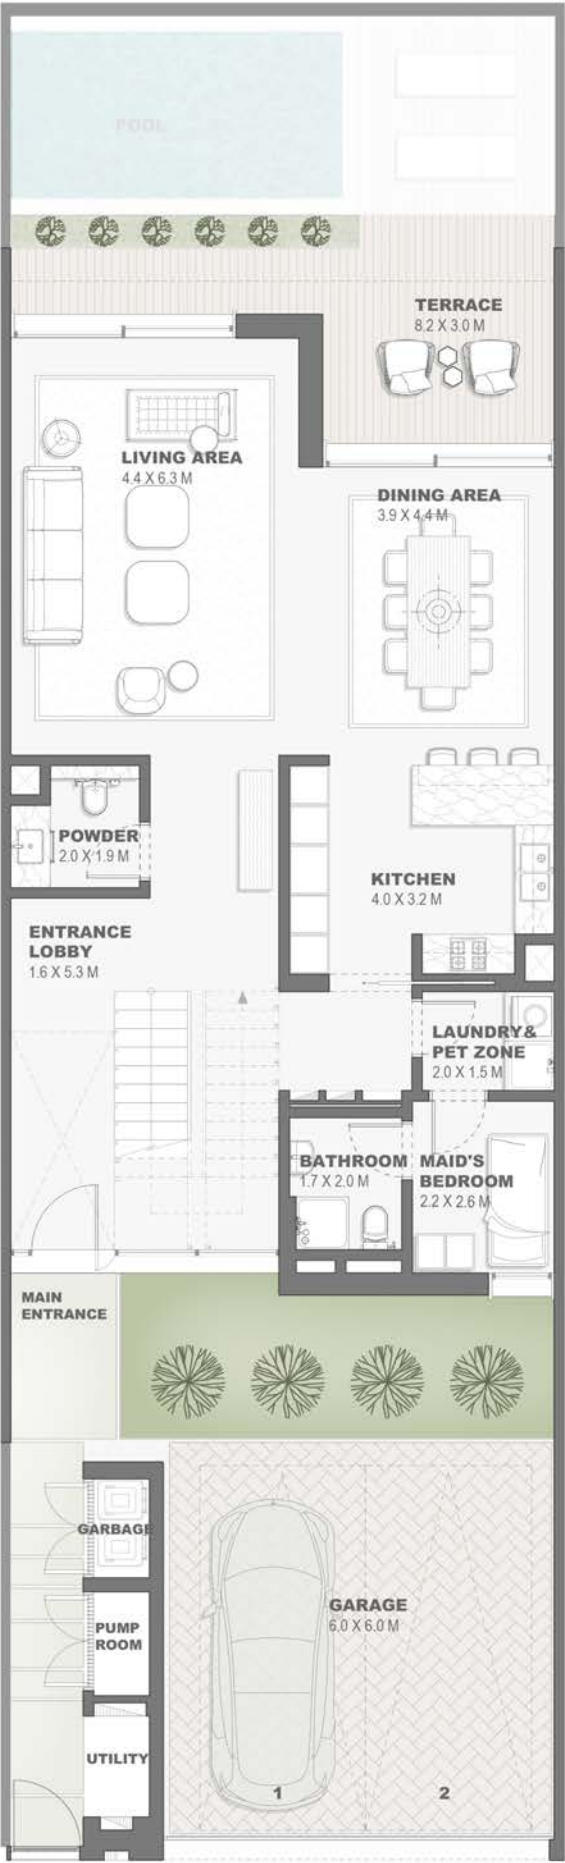 POOL
TERRACE
8.2 X 3.0 M
LIVING AREA
4.4 X 6.3 M
DINING AREA
3.9 X 4.4 M
POWDER
2.0 X 1.9 M
KITCHEN
4.0 X 3.2 M
ENTRANCE
LOBBY
1.6 X 5.3 M
LAUNDRY&
PET ZONE
2.0 X 1.5 M
BATHROOM
1.7 X 2.0 M
MAID'S
BEDROOM
2.2 X 2.6 M
MAIN
ENTRANCE
GARBAGE
GARAGE
6.0 X 6.0 M
PUMP
ROOM
UTILITY
1
2